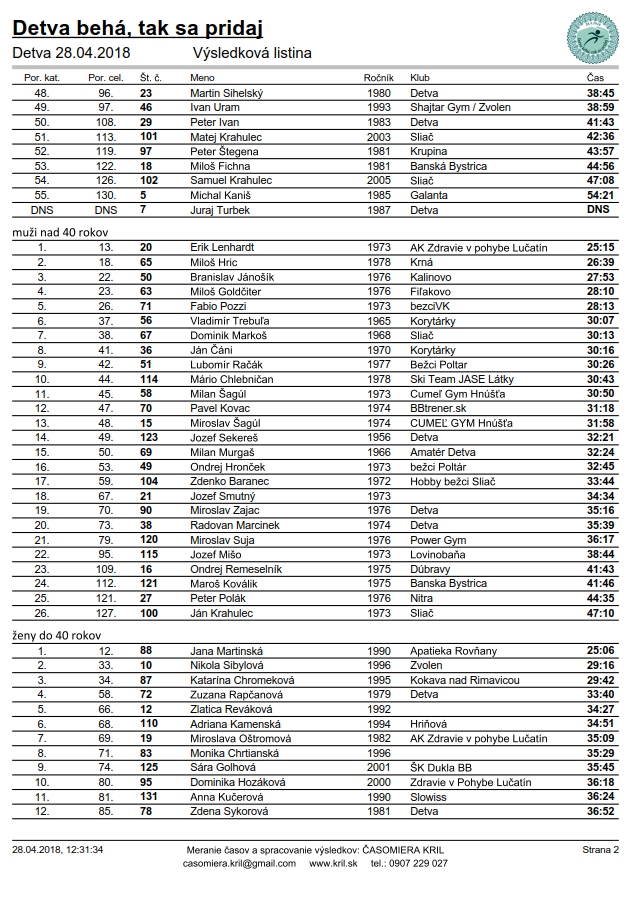 Detva behá, tak sa pridaj
Detva 28.04.2018 Výsledková listina
Por. kat. Por. cel. Št. č. Meno Ročník Klub Čas
48. 96. 23 Martin Sihelský 1980 Detva 38:45
49. 97. 46 Ivan Uram 1993 Shajtar Gym / Zvolen 38:59
50. 108. 29 Peter Ivan 1983 Detva 41:43
51. 113. 101 Matej Krahulec 2003 Sliač 42:36
52. 119. 97 Peter Štegena 1981 Krupina 43:57
53. 122. 18 Miloš Fichna 1981 Banská Bystrica 44:56
54. 126. 102 Samuel Krahulec 2005 Sliač 47:08
55. 130. 5 Michal Kaniš 1985 Galanta 54:21
DNS DNS 7 Juraj Turbek 1987 Detva DNS
muži nad 40 rokov
1. 13. 20 Erik Lenhardt 1973 AK Zdravie v pohybe Lučatín 25:15
2. 18. 65 Miloš Hric 1978 Krná 26:39
3. 22. 50 Branislav Jánošík 1976 Kalinovo 27:53
4. 23. 63 Miloš Goldčiter 1976 Fiľakovo 28:10
5. 26. 71 Fabio Pozzi 1973 bezciVK 28:13
6. 37. 56 Vladimír Trebuľa 1965 Korytárky 30:07
7. 38. 67 Dominik Markoš 1968 Sliač 30:13
8. 41. 36 Ján Čáni 1970 Korytárky 30:16
9. 42. 51 Lubomír Račák 1977 Bežci Poltar 30:26
10. 44. 114 Mário Chlebničan 1978 Ski Team JASE Látky 30:43
11. 45. 58 Milan Šagúl 1973 Cumeľ Gym Hnúšťa 30:50
12. 47. 70 Pavel Kovac 1974 BBtrener.sk 31:18
13. 48. 15 Miroslav Šagúl 1974 CUMEĽ GYM Hnúšťa 31:58
14. 49. 123 Jozef Sekereš 1956 Detva 32:21
15. 50. 69 Milan Murgaš 1966 Amatér Detva 32:24
16. 53. 49 Ondrej Hronček 1973 bežci Poltár 32:45
17. 59. 104 Zdenko Baranec 1972 Hobby bežci Sliač 33:44
18. 67. 21 Jozef Smutný 1973 34:34
19. 70. 90 Miroslav Zajac 1976 Detva 35:16
20. 73. 38 Radovan Marcinek 1974 Detva 35:39
21. 79. 120 Miroslav Suja 1976 Power Gym 36:17
22. 95. 115 Jozef Mišo 1973 Lovinobaňa 38:44
23. 109. 16 Ondrej Remeselník 1975 Dúbravy 41:43
24. 112. 121 Maroš Koválik 1975 Banska Bystrica 41:46
25. 121. 27 Peter Polák 1976 Nitra 44:35
26. 127. 100 Ján Krahulec 1973 Sliač 47:10
ženy do 40 rokov
1. 12. 88 Jana Martinská 1990 Apatieka Rovňany 25:06
2. 33. 10 Nikola Sibylová 1996 Zvolen 29:16
3. 34. 87 Katarína Chromeková 1995 Kokava nad Rimavicou 29:42
4. 58. 72 Zuzana Rapčanová 1979 Detva 33:40
5. 66. 12 Zlatica Reváková 1992 34:27
6. 68. 110 Adriana Kamenská 1994 Hriňová 34:51
7. 69. 19 Miroslava Oštromová 1982 AK Zdravie v pohybe Lučatín 35:09
8. 71. 83 Monika Chrtianská 1996 35:29
9. 74. 125 Sára Golhová 2001 ŠK Dukla BB 35:45
10. 80. 95 Dominika Hozáková 2000 Zdravie v Pohybe Lučatín 36:18
11. 81. 131 Anna Kučerová 1990 Slowiss 36:24
12. 85. 78 Zdena Sykorová 1981 Detva 36:52
28.04.2018, 12:31:34 Meranie časov a spracovanie výsledkov: ČASOMIERA KRIL Strana 2
casomiera.kril@gmail.com www.kril.sk tel.: 0907 229 027